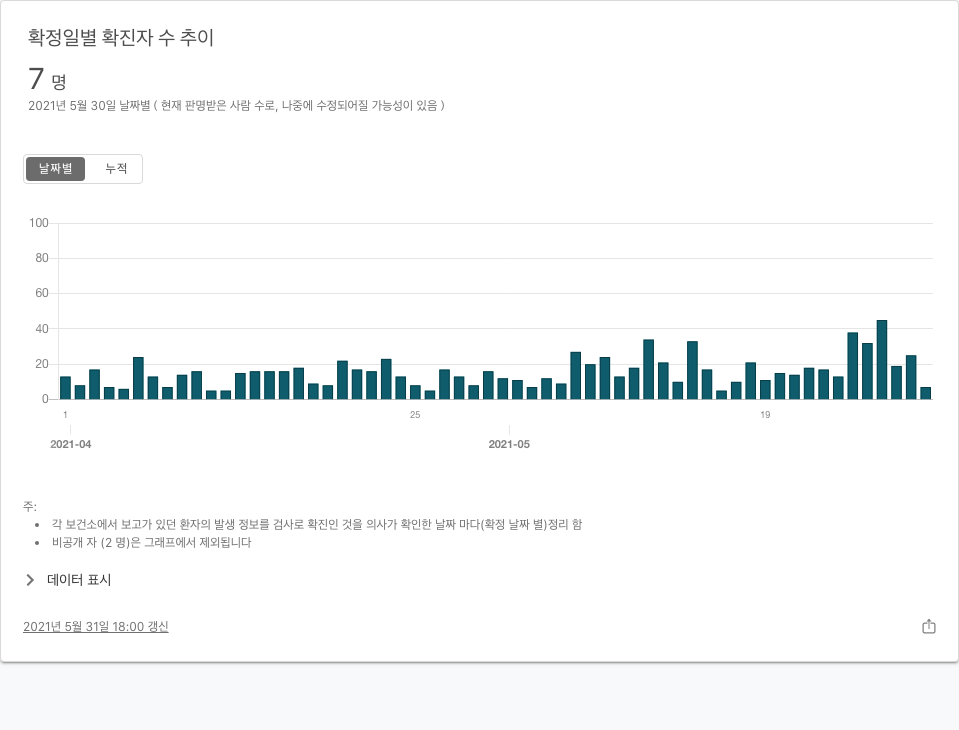 확정일별 확진자 수 추이
7 명
2021년 5월 30일 날짜별 ( 현재 판명받은 사람 수로, 나중에 수정되어질 가능성이 있음 )
날짜별 누적
100
80
60
40
20
0
1 25 19
2021-04 2021-05
주:
• 각 보건소에서 보고가 있던 환자의 발생 정보를 검사로 확진인 것을 의사가 확인한 날짜 마다(확정 날짜 별)정리 함
• 비공개 자 (2 명)은 그래프에서 제외됩니다
데이터 표시
2021년 5월 31일 18:00 갱신